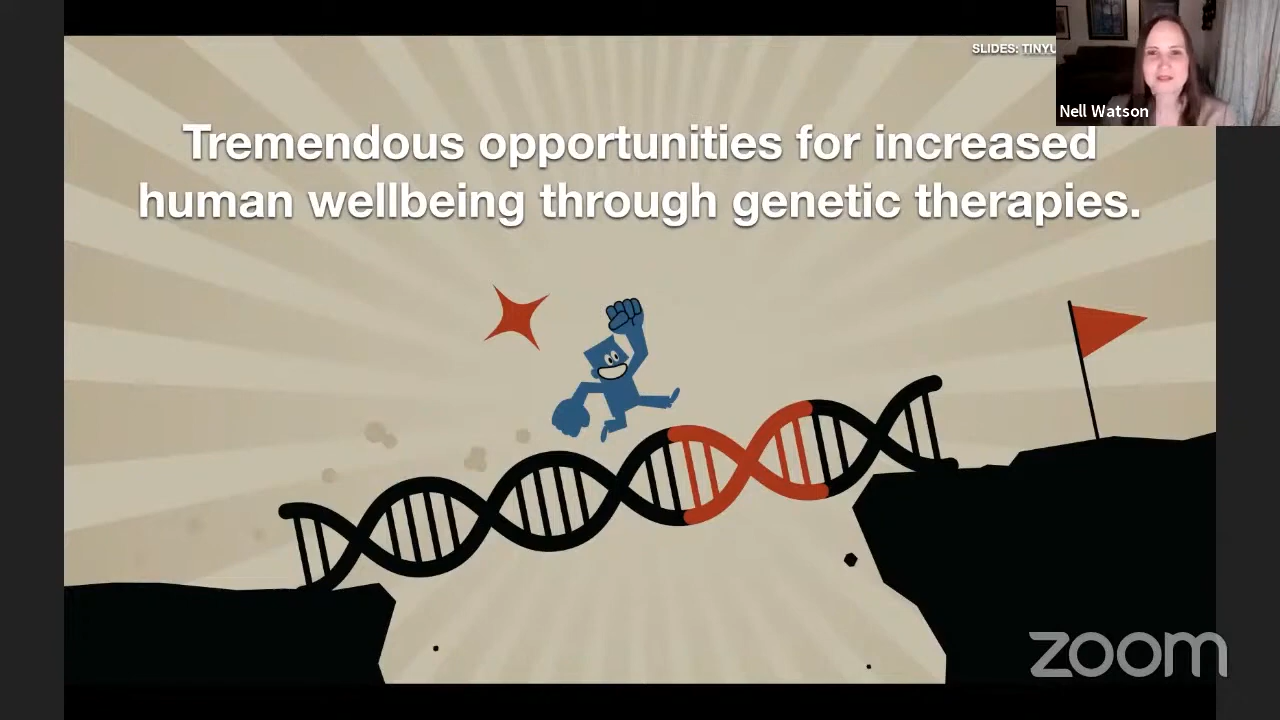 SLIDES: TINYU
Nell Watson
Tremendous opportunities for increased
human wellbeing through genetic therapies.
zoom